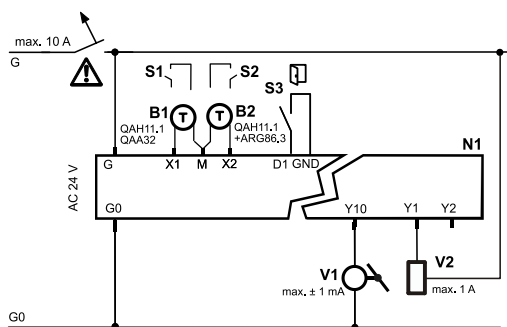 max. 10 A
G
S1
S2
S3
B1
B2
QAH11.1
QAA32
QAH11.1
+ARG86.3
N1
AC 24 V
G
X1
M
X2
D1
GND
G0
Y10
Y1
Y2
V1
max. ± 1 mA
V2
max. 1 A
T
T
G0